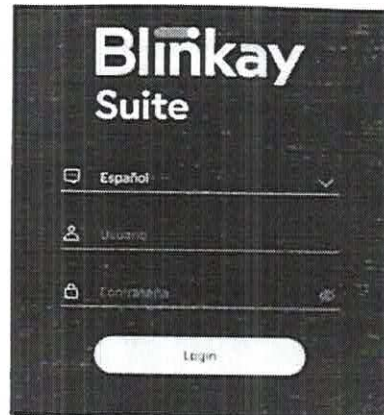 Blinkay
Suite
Español
Usuario
Contraseña
Login